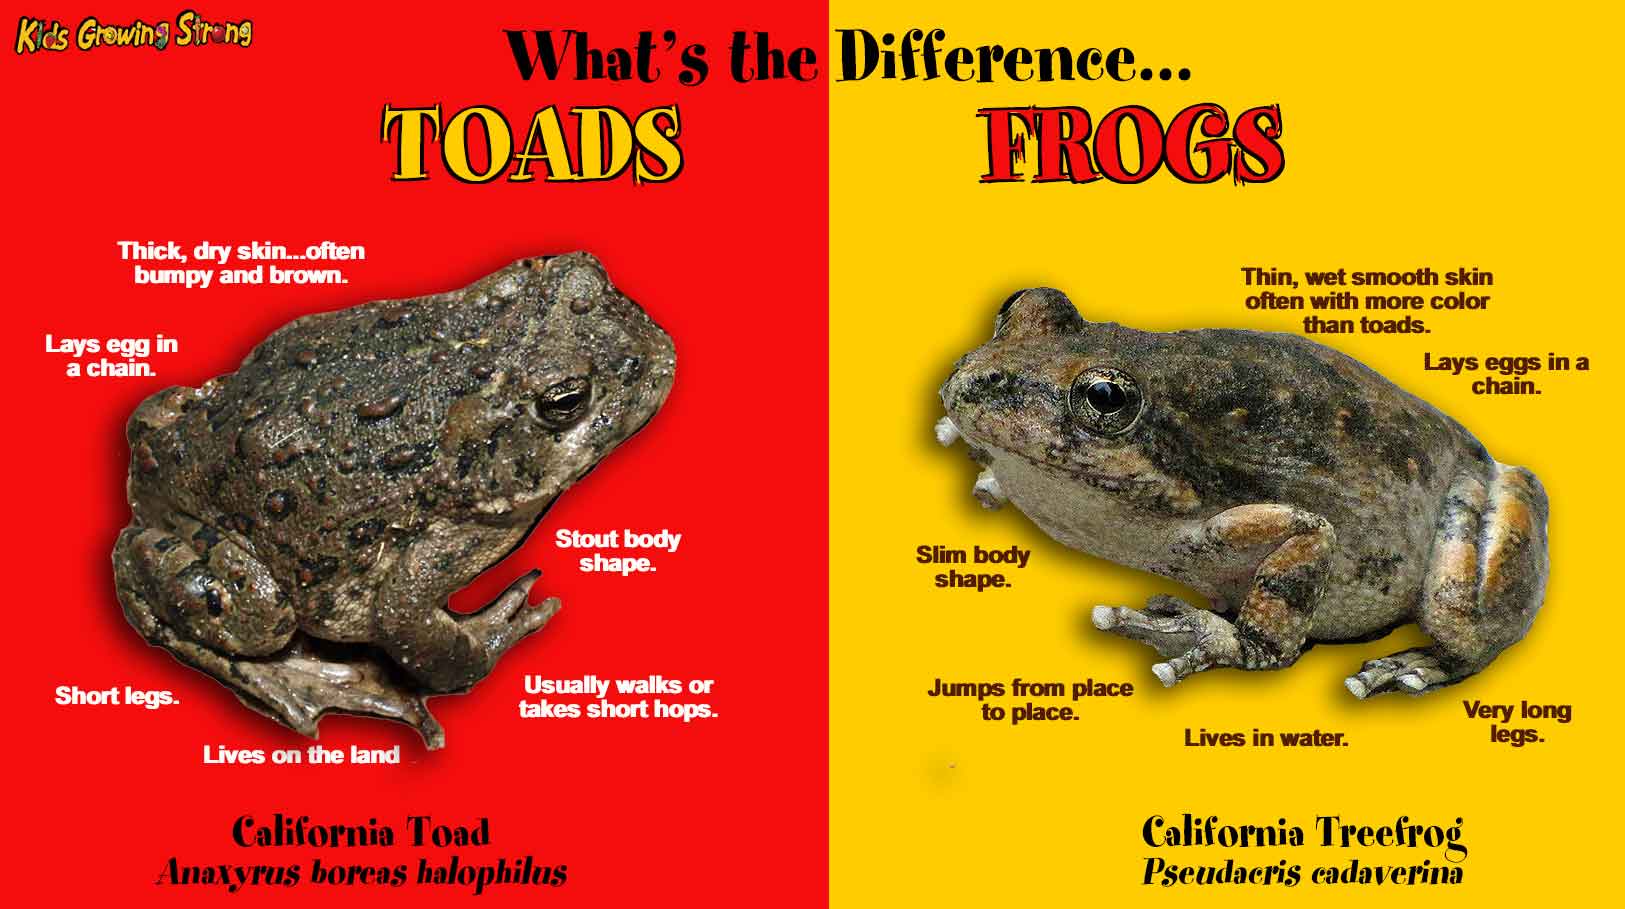 Kids Growing Strong
What's the Difference...
TOADS
FROGS
Thick, dry skin...often
bumpy and brown.
Lays egg in
a chain.
Stout body
shape.
Short legs.
Usually walks or
takes short hops.
Lives on the land
California Toad
Anaxyrus boreas halophilus
Thin, wet smooth skin
often with more color
than toads.
Lays eggs in a
chain.
Slim body
shape.
Jumps from place
to place.
Lives in water.
Very long
legs.
California Treefrog
Pseudacris cadaverina